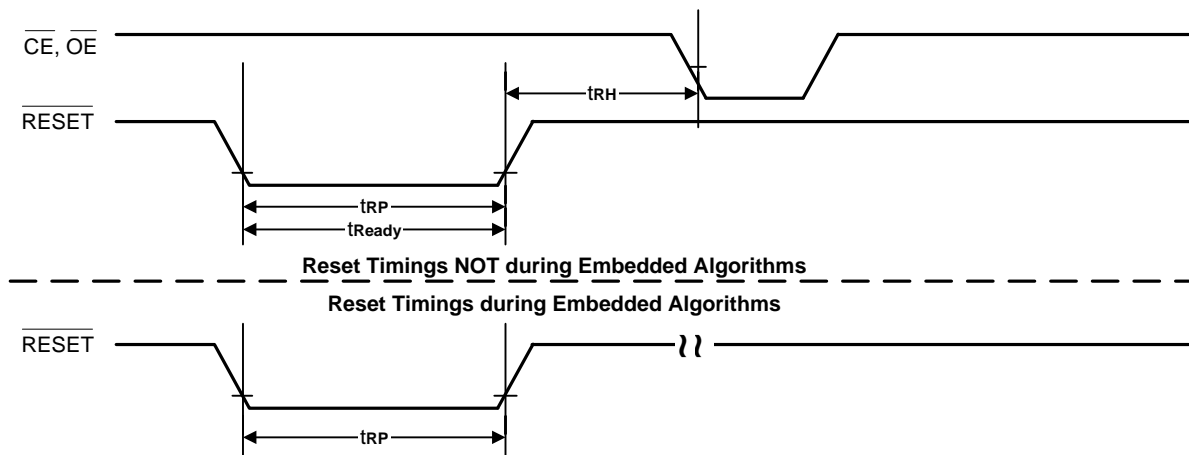 CE, OE
tRH
RESET
tRP
tReady
Reset Timings NOT during Embedded Algorithms
Reset Timings during Embedded Algorithms
RESET
tRP